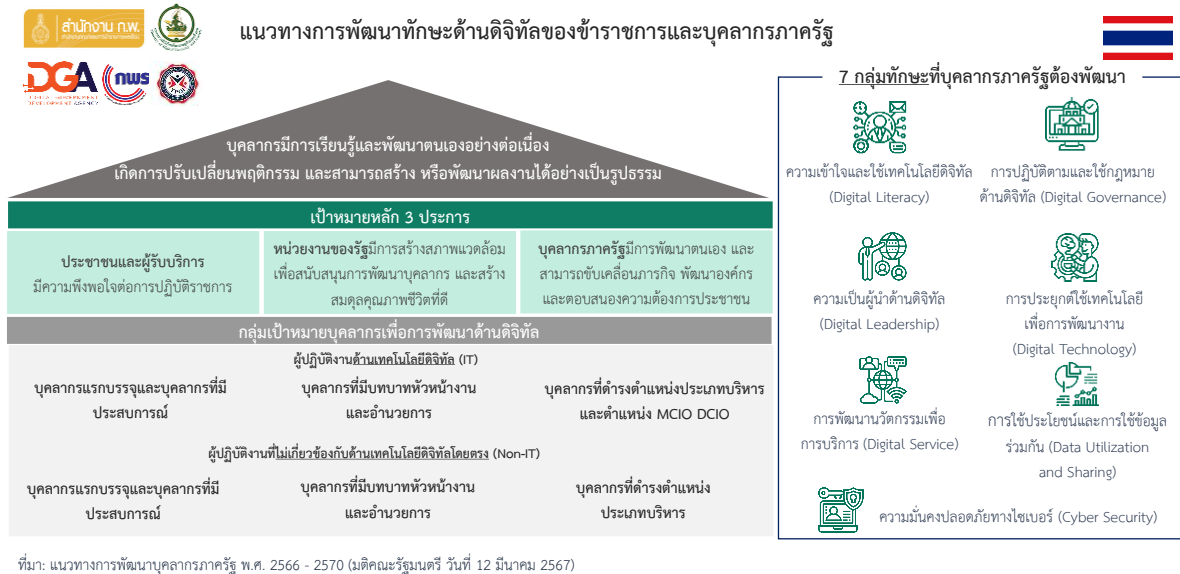 สำนักงาน ก.พ.
แนวทางการพัฒนาทักษะด้านดิจิทัลของข้าราชการและบุคลากรภาครัฐ
DGA
DIGITAL GOVERNMENT
DEVELOPMENT AGENCY
กพร
บุคลากรมีการเรียนรู้และพัฒนาตนเองอย่างต่อเนื่อง
เกิดการปรับเปลี่ยนพฤติกรรม และสามารถสร้าง หรือพัฒนาผลงานได้อย่างเป็นรูปธรรม
เป้าหมายหลัก 3 ประการ
ประชาชนและผู้รับบริการ
มีความพึงพอใจต่อการปฏิบัติราชการ
หน่วยงานของรัฐมีการสร้างสภาพแวดล้อม
เพื่อสนับสนุนการพัฒนาบุคลากร และสร้าง
สมดุลคุณภาพชีวิตที่ดี
บุคลากรภาครัฐมีการพัฒนาตนเอง และ
สามารถขับเคลื่อนภารกิจ พัฒนาองค์กร
และตอบสนองความต้องการประชาชน
กลุ่มเป้าหมายบุคลากรเพื่อการพัฒนาด้านดิจิทัล
ผู้ปฏิบัติงานด้านเทคโนโลยีดิจิทัล (IT)
บุคลากรแรกบรรจุและบุคลากรที่มี
ประสบการณ์
บุคลากรที่มีบทบาทหัวหน้างาน
และอำนวยการ
บุคลากรที่ดำรงตำแหน่งประเภทบริหาร
และตำแหน่ง MCIO DCIO
ผู้ปฏิบัติงานที่ไม่เกี่ยวข้องกับด้านเทคโนโลยีดิจิทัลโดยตรง (Non-IT)
บุคลากรแรกบรรจุและบุคลากรที่มี
ประสบการณ์
บุคลากรที่มีบทบาทหัวหน้างาน
และอำนวยการ
บุคลากรที่ดำรงตำแหน่ง
ประเภทบริหาร
7 กลุ่มทักษะที่บุคลากรภาครัฐต้องพัฒนา
ความเข้าใจและใช้เทคโนโลยีดิจิทัล
(Digital Literacy)
การปฏิบัติตามและใช้กฎหมาย
ด้านดิจิทัล (Digital Governance)
ความเป็นผู้นำด้านดิจิทัล
(Digital Leadership)
การประยุกต์ใช้เทคโนโลยี
เพื่อการพัฒนางาน
(Digital Technology)
การพัฒนานวัตกรรมเพื่อ
การบริการ (Digital Service)
การใช้ประโยชน์และการใช้ข้อมูล
ร่วมกัน (Data Utilization
and Sharing)
ความมั่นคงปลอดภัยทางไซเบอร์ (Cyber Security)
ที่มา: แนวทางการพัฒนาบุคลากรภาครัฐ พ.ศ. 2566 - 2570 (มติคณะรัฐมนตรี วันที่ 12 มีนาคม 2567)